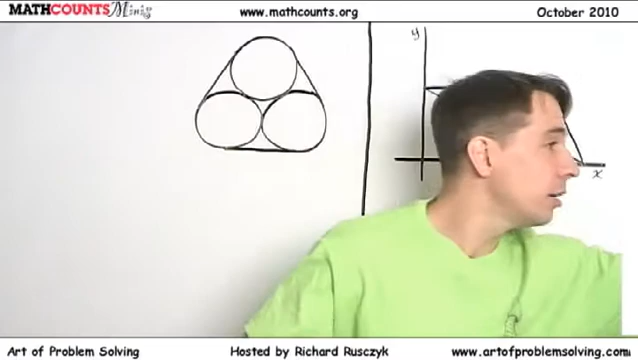 MATHCOUNTS Minis
www.mathcounts.org
October 2010
y
x
Art of Problem Solving
Hosted by Richard Rusczyk
www.artofproblemsolving.com/